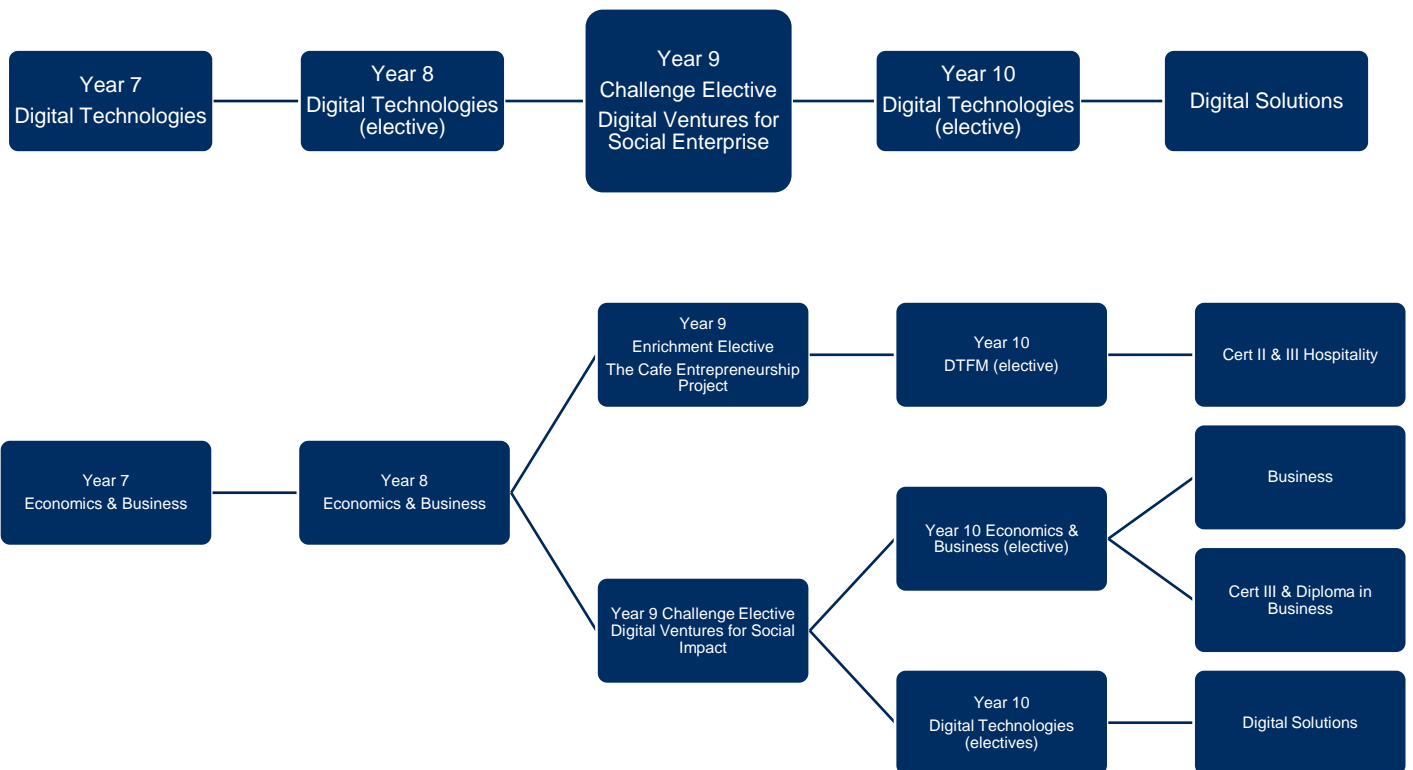 Year 7
Digital Technologies
Year 8
Digital Technologies
(elective)
Year 9
Challenge Elective
Digital Ventures for
Social Enterprise
Year 10
Digital Technologies
(elective)
Digital Solutions
Year 7
Economics & Business
Year 8
Economics & Business
Year 9
Enrichment Elective
The Cafe Entrepreneurship
Project
Year 10
DTFM (elective)
Cert II & III Hospitality
Year 9 Challenge Elective
Digital Ventures for Social
Impact
Year 10 Economics &
Business (elective)
Business
Cert III & Diploma in
Business
Year 10
Digital Technologies
(electives)
Digital Solutions